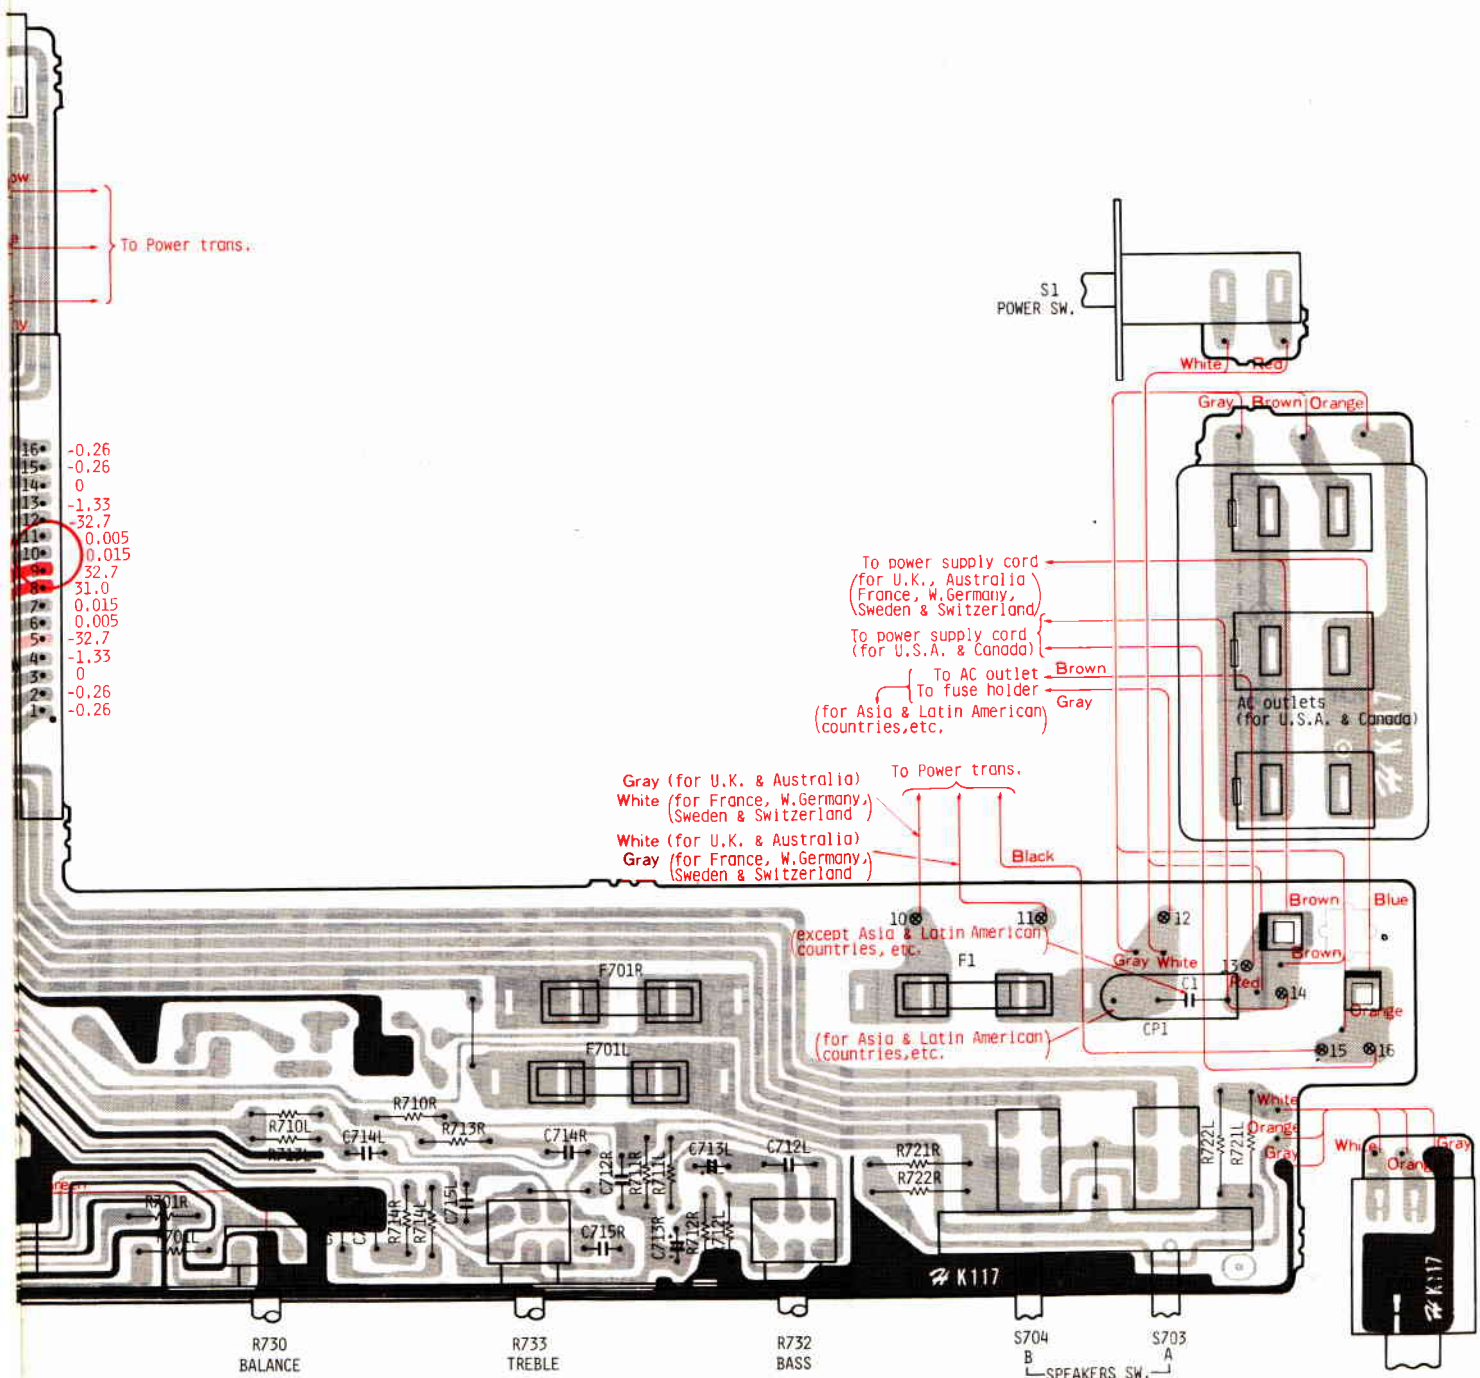 ow
To Power trans.
S1
POWER SW.
White
Red
Gray Brown Orange
16 -0.26
15 -0.26
14 0
13 -1.33
12 -32.7
11 0.005
10 0.015
9 32.7
8 31.0
7 0.015
6 0.005
5 -32.7
4 -1.33
3 0
2 -0.26
1 -0.26
To power supply cord
(for U.K., Australia
France, W.Germany,
Sweden & Switzerland)
To power supply cord
(for U.S.A. & Canada)
To AC outlet Brown
To fuse holder
Gray
(for Asia & Latin American
countries,etc.)
AC outlets
(for U.S.A. & Canada)
K117
To Power trans.
Gray (for U.K. & Australia)
White (for France, W.Germany,
Sweden & Switzerland)
White (for U.K. & Australia)
Gray (for France, W.Germany,
Sweden & Switzerland)
Black
Brown
Blue
10
11
12
(except Asia & Latin American
countries, etc.)
Gray White
Brown
13
Red
14
F701R
F1
C1
CP1
Orange
(for Asia & Latin American
countries,etc.)
15
16
F701L
R710R
R710L
R713R
R713L
C714L
C714R
C712R
R711R
R711L
C713L
C712L
R721R
R722R
R722L
R721L
White
Orange
Gray
White
Orange
Gray
R701R
R701L
R714R
R714L
C715L
C715R
C713R
R712R
R712L
K117
K117
R730
BALANCE
R733
TREBLE
R732
BASS
S704
B
S703
A
SPEAKERS SW.